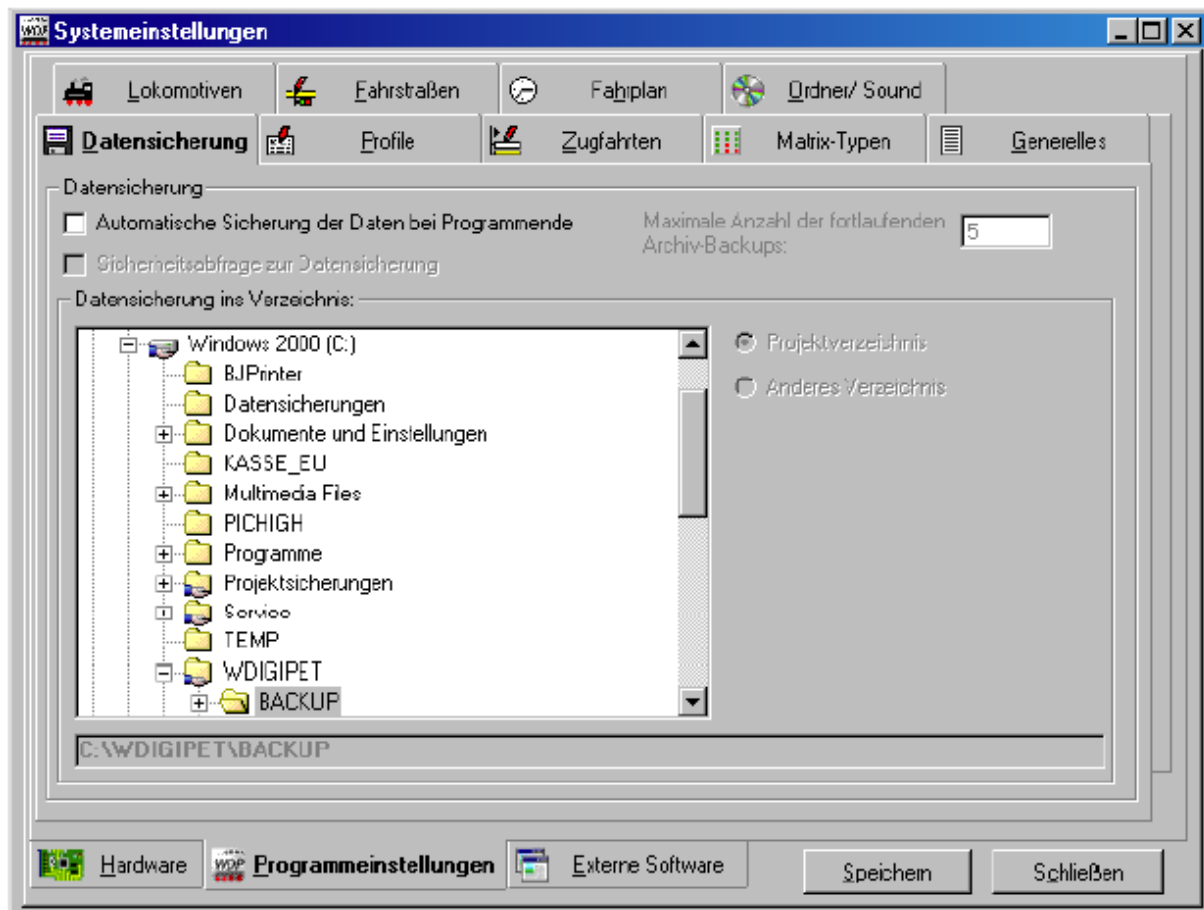 Systemeinstellungen
Lokomotiven Fahrstraßen Fahrplan Ordner/ Sound
Datensicherung Profile Zugfahrten Matrix-Typen Generelles
Datensicherung
Automatische Sicherung der Daten bei Programmende
Maximale Anzahl der fortlaufenden
Archiv-Backups:
5
Sicherheitsabfrage zur Datensicherung
Datensicherung ins Verzeichnis:
Windows 2000 (C:)
BJPrinter
Datensicherungen
Dokumente und Einstellungen
KASSE_EU
Multimedia Files
PICHIGH
Programme
Projektsicherungen
Service
TEMP
WDIGIPET
BACKUP
Projektverzeichnis
Anderes Verzeichnis
C:\WDIGIPET\BACKUP
Hardware Programmeinstellungen Externe Software
Speichern Schließen